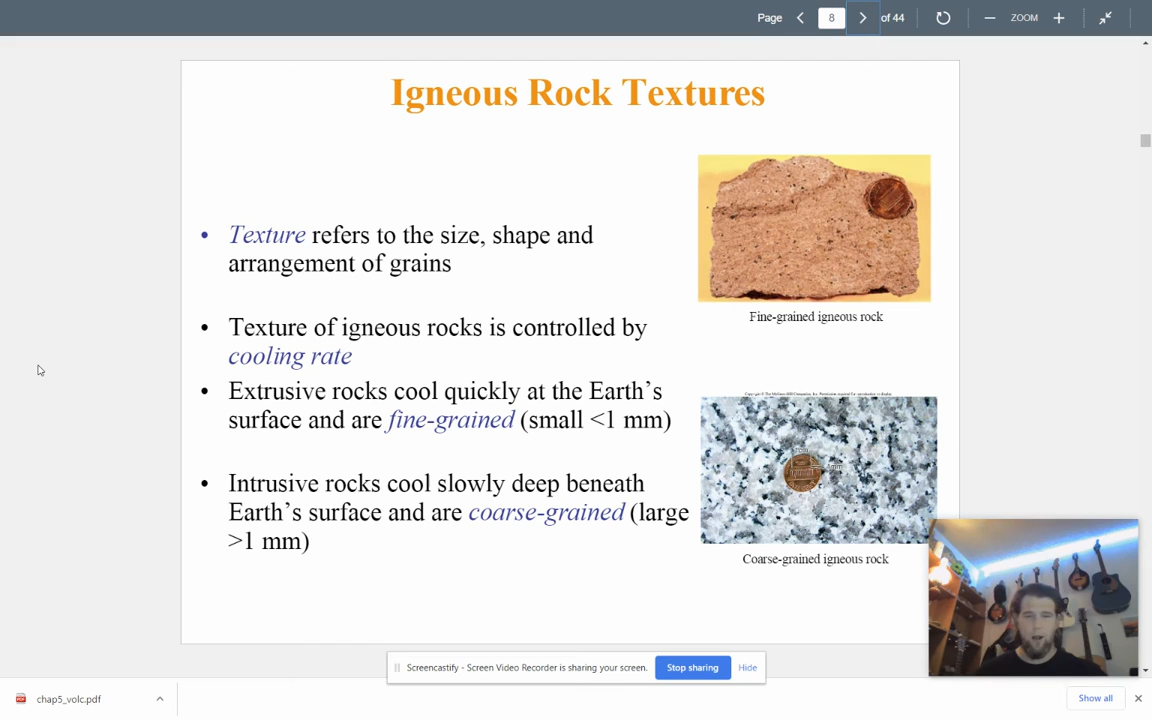 Page 8 of 44 ZOOM
Igneous Rock Textures
• Texture refers to the size, shape and
arrangement of grains
• Texture of igneous rocks is controlled by
cooling rate
• Extrusive rocks cool quickly at the Earth’s
surface and are fine-grained (small <1 mm)
• Intrusive rocks cool slowly deep beneath
Earth’s surface and are coarse-grained (large
>1 mm)
Fine-grained igneous rock
Coarse-grained igneous rock
Screencastify - Screen Video Recorder is sharing your screen. Stop sharing Hide
chap5_volc.pdf Show all